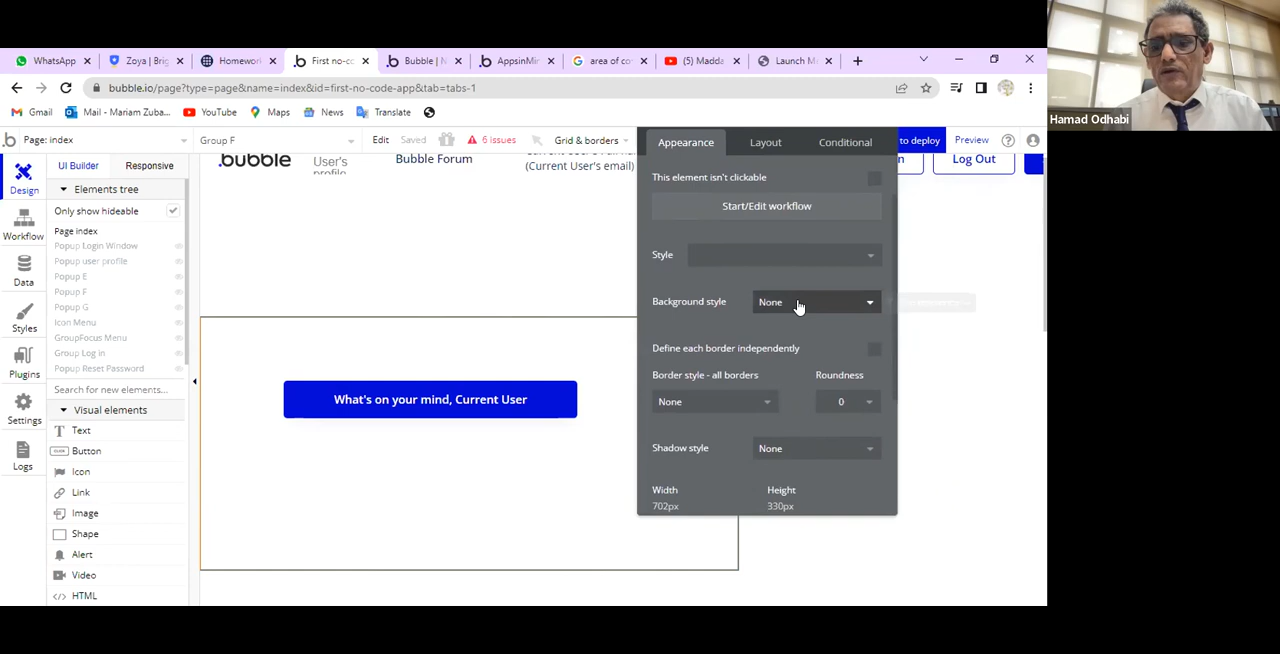 WhatsApp
Zoya | Brig
Homework
First no-c
Bubble | N
AppsinMin
area of co
(5) Madda
Launch M
bubble.io/page?type=page&name=index&id=first-no-code-app&tab=tabs-1
Gmail
Mail - Mariam Zuba...
YouTube
Maps
News
Translate
Page: index
Group F
Edit
Saved
6 issues
Grid & borders
to deploy
Preview
Design
Workflow
Data
Styles
Plugins
Settings
Logs
UI Builder
Responsive
Elements tree
Only show hideable
Page index
Popup Login Window
Popup user profile
Popup E
Popup F
Popup G
Icon Menu
GroupFocus Menu
Group Log in
Popup Reset Password
Search for new elements...
Visual elements
Text
Button
Icon
Link
Image
Shape
Alert
Video
</> HTML
.bubble
User's
profile
Bubble Forum
(Current User's email)
Log Out
What's on your mind, Current User
Appearance
Layout
Conditional
This element isn't clickable
Start/Edit workflow
Style
Background style
None
Define each border independently
Border style - all borders
Roundness
None
0
Shadow style
None
Width
Height
702px
330px
Hamad Odhabi